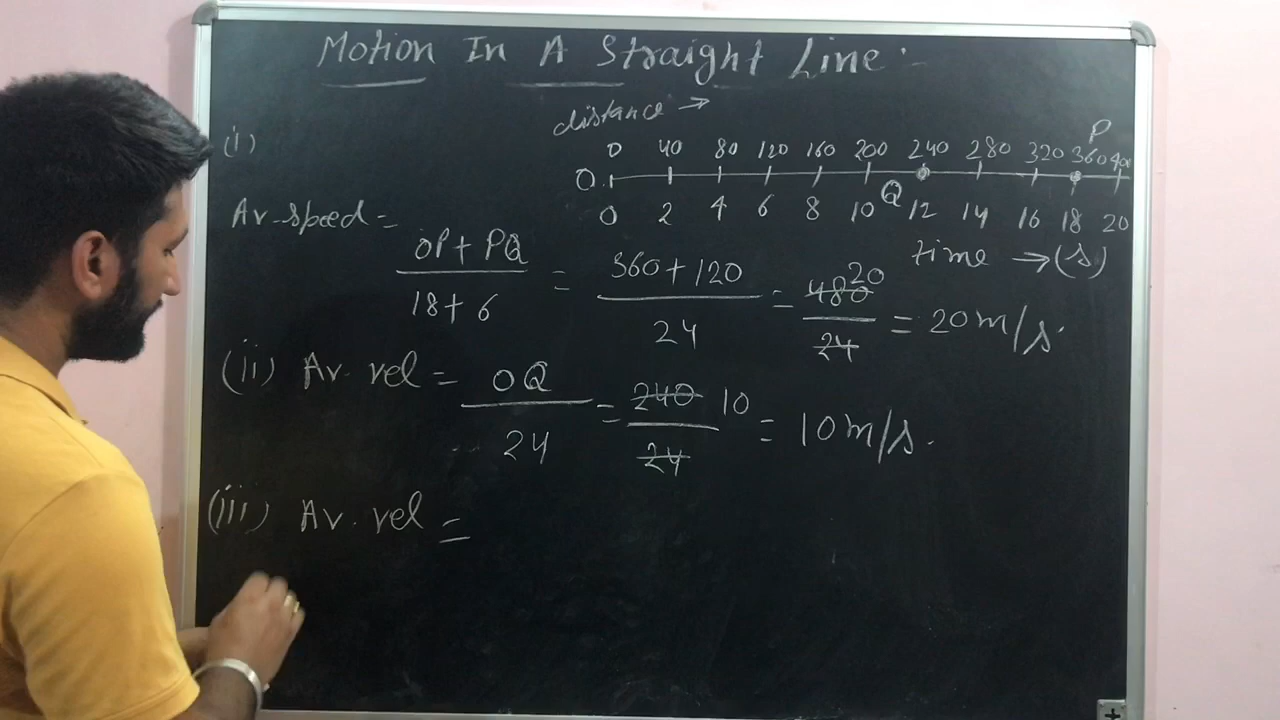 Motion In A Straight Line :-
distance →
(i)
P
0 40 80 120 160 200 240 280 320 360 400
O
Q
0 2 4 6 8 10 12 14 16 18 20
time → (s)
Av. speed =
OP + PQ / 18 + 6 = 360 + 120 / 24 = 480 20 / 24 = 20 m/s.
(ii) Av. vel = OQ / 24 = 240 10 / 24 = 10 m/s.
(iii) Av. vel =